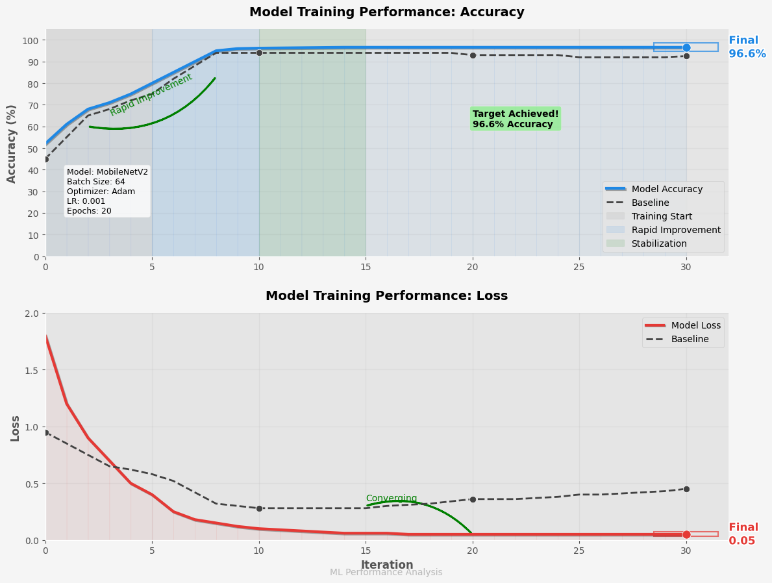 Model Training Performance: Accuracy
Accuracy (%)
100
90
80
70
60
50
40
30
20
10
0
0
5
10
15
20
25
30
Rapid Improvement
Model: MobileNetV2
Batch Size: 64
Optimizer: Adam
LR: 0.001
Epochs: 20
Target Achieved!
96.6% Accuracy
Final
96.6%
Model Accuracy
Baseline
Training Start
Rapid Improvement
Stabilization
Model Training Performance: Loss
Loss
2.0
1.5
1.0
0.5
0.0
0
5
10
15
20
25
30
Converging
Model Loss
Baseline
Final
0.05
Iteration
ML Performance Analysis